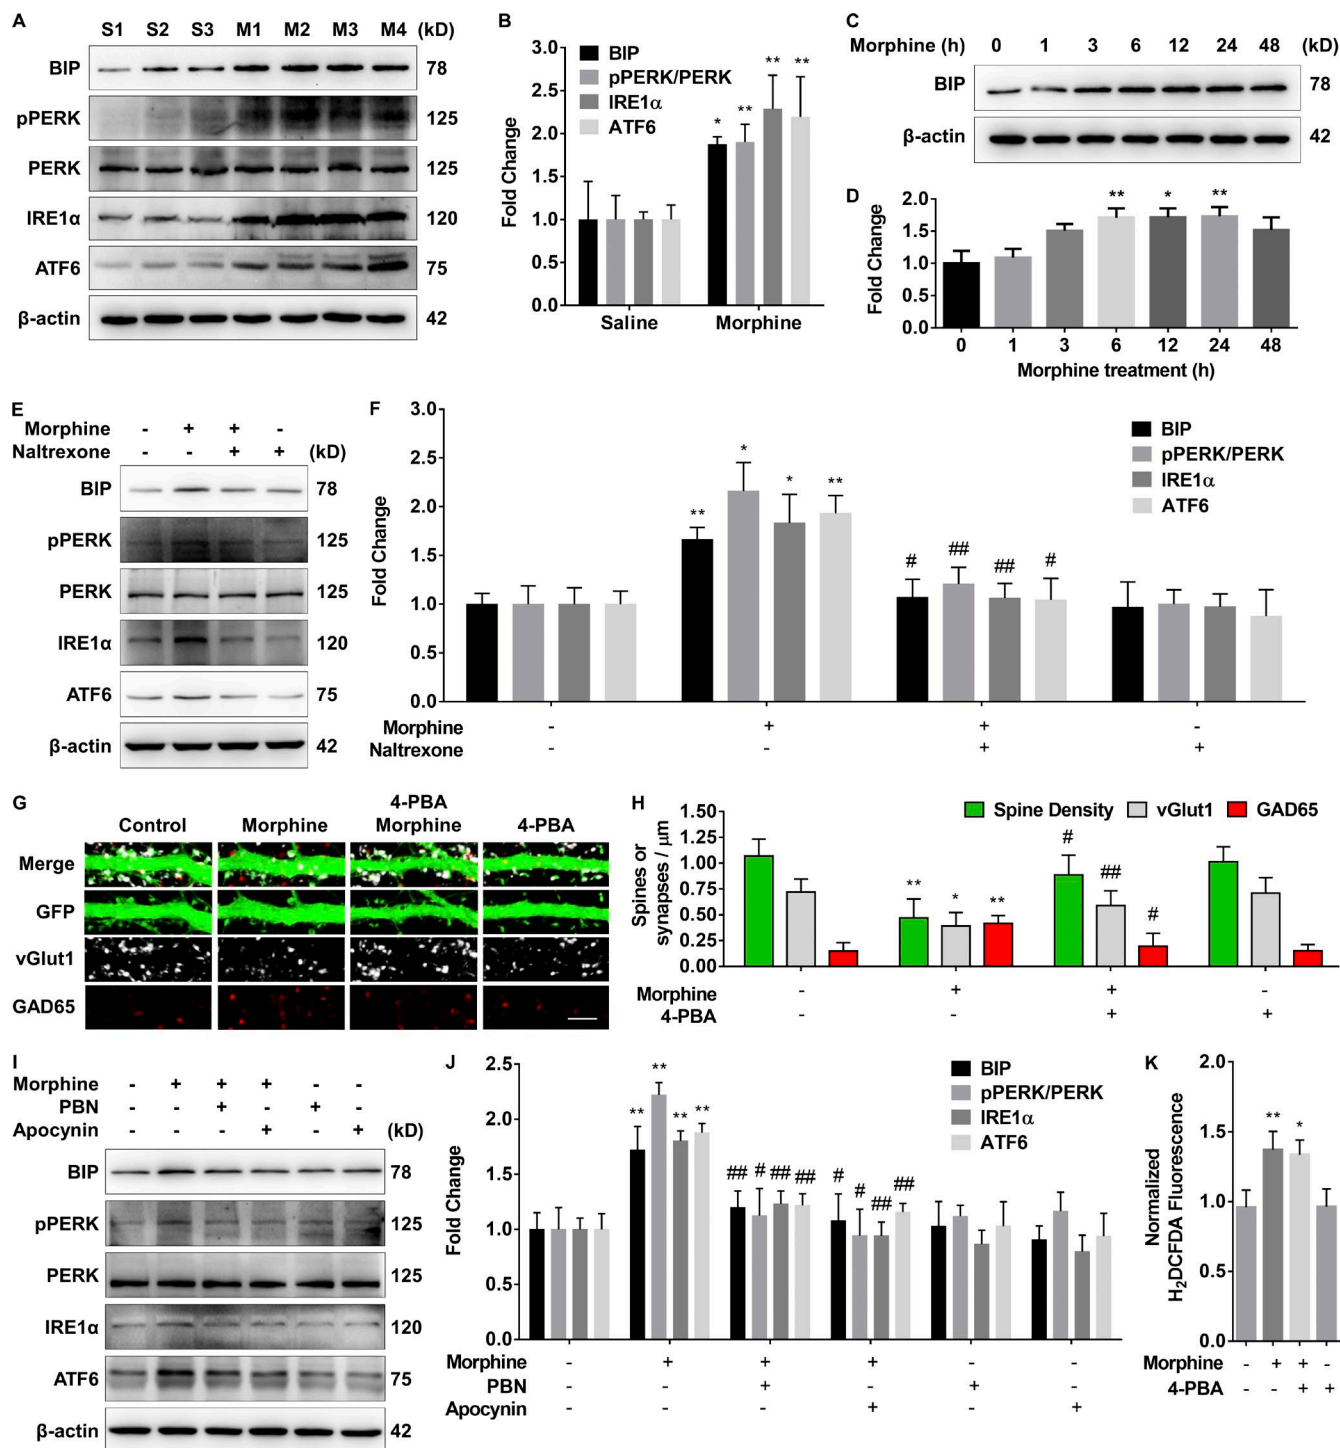 A
S1 S2 S3 M1 M2 M3 M4 (kD)
BIP 78
pPERK 125
PERK 125
IRE1α 120
ATF6 75
β-actin 42
B
BIP
pPERK/PERK
IRE1α
ATF6
Fold Change
3.0
2.5
2.0
1.5
1.0
0.5
0.0
* ** ** **
Saline Morphine
C
Morphine (h) 0 1 3 6 12 24 48 (kD)
BIP 78
β-actin 42
D
Fold Change
2.0
1.5
1.0
0.5
0.0
** * **
0 1 3 6 12 24 48
Morphine treatment (h)
E
Morphine - + + -
Naltrexone - - + + (kD)
BIP 78
pPERK 125
PERK 125
IRE1α 120
ATF6 75
β-actin 42
F
BIP
pPERK/PERK
IRE1α
ATF6
Fold Change
3.0
2.5
2.0
1.5
1.0
0.5
0.0
** * * **
# ## ## #
Morphine - + + -
Naltrexone - - + +
G
Control Morphine 4-PBA Morphine 4-PBA
Merge
GFP
vGlut1
GAD65
H
Spine Density vGlut1 GAD65
Spines or
synapses / μm
1.50
1.25
1.00
0.75
0.50
0.25
0.00
** * **
# ## #
Morphine - + + -
4-PBA - - + +
I
Morphine - + + + - -
PBN - - + - + -
Apocynin - - - + - + (kD)
BIP 78
pPERK 125
PERK 125
IRE1α 120
ATF6 75
β-actin 42
J
BIP
pPERK/PERK
IRE1α
ATF6
Fold Change
2.5
2.0
1.5
1.0
0.5
0.0
** ** ** **
## # ## ##
# # ## ##
Morphine - + + + - -
PBN - - + - + -
Apocynin - - - + - +
K
Normalized
H₂DCFDA Fluorescence
2.0
1.5
1.0
0.5
0.0
** *
Morphine - + + -
4-PBA - - + +